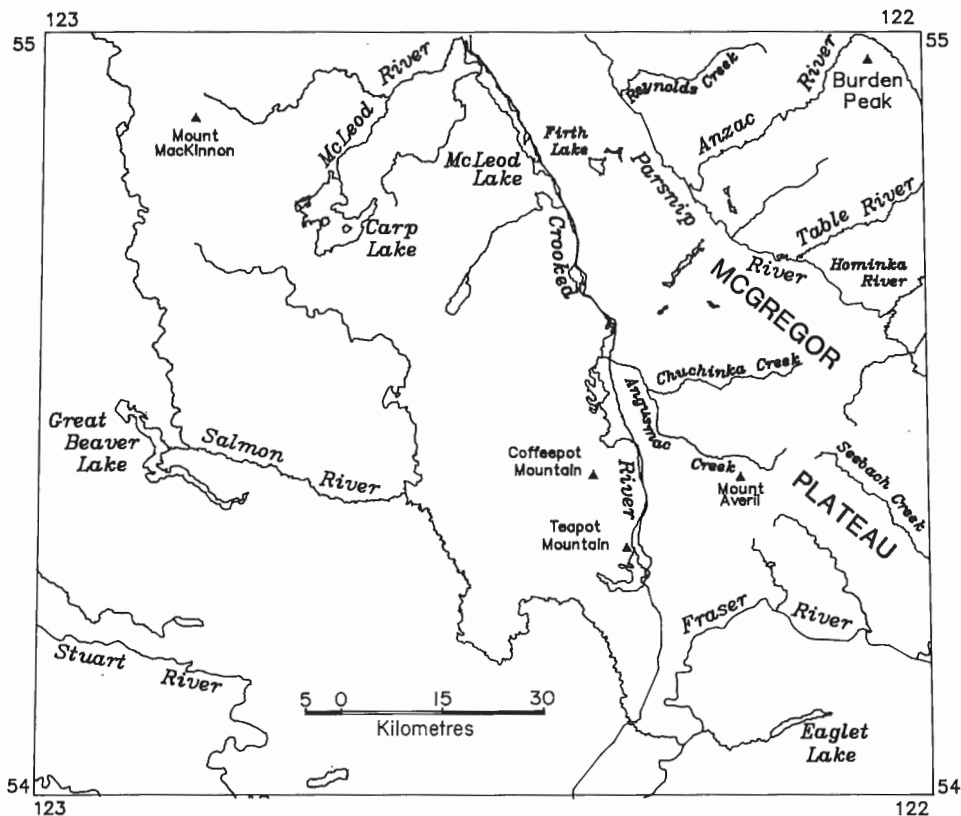 123
122
55
55
McLeod River
Reynolds Creek
Anzac River
Burden
Peak
Mount
MacKinnon
Firth
Lake
McLeod
Lake
Parsnip River
Carp
Lake
Table River
Hominka
River
Crooked River
MCGREGOR
PLATEAU
Chuchinka Creek
Angusmac Creek
Great
Beaver
Lake
Salmon River
Coffeepot
Mountain
Mount
Averil
Seebach Creek
Teapot
Mountain
Fraser River
Stuart River
5 0 15 30
Kilometres
Eaglet
Lake
54
54
123
122